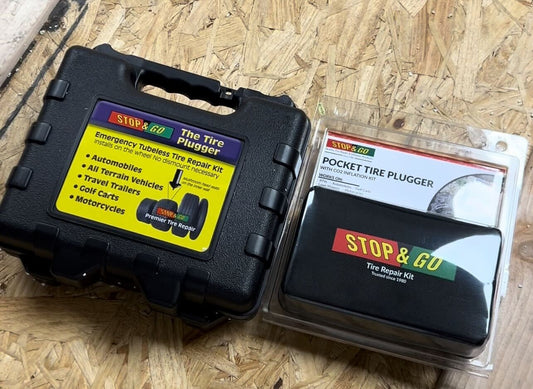 STOP & GO
The Tire
Plugger
Emergency Tubeless Tire Repair Kit
Installs on the wheel No dismount necessary
• Automobiles
• All Terrain Vehicles
• Travel Trailers
• Golf Carts
• Motorcycles
Premier Tire Repair
STOP & GO
POCKET TIRE PLUGGER
WITH CO2 INFLATION KIT
WORKS ON:
STOP & GO
Tire Repair Kit
Trusted since 1980